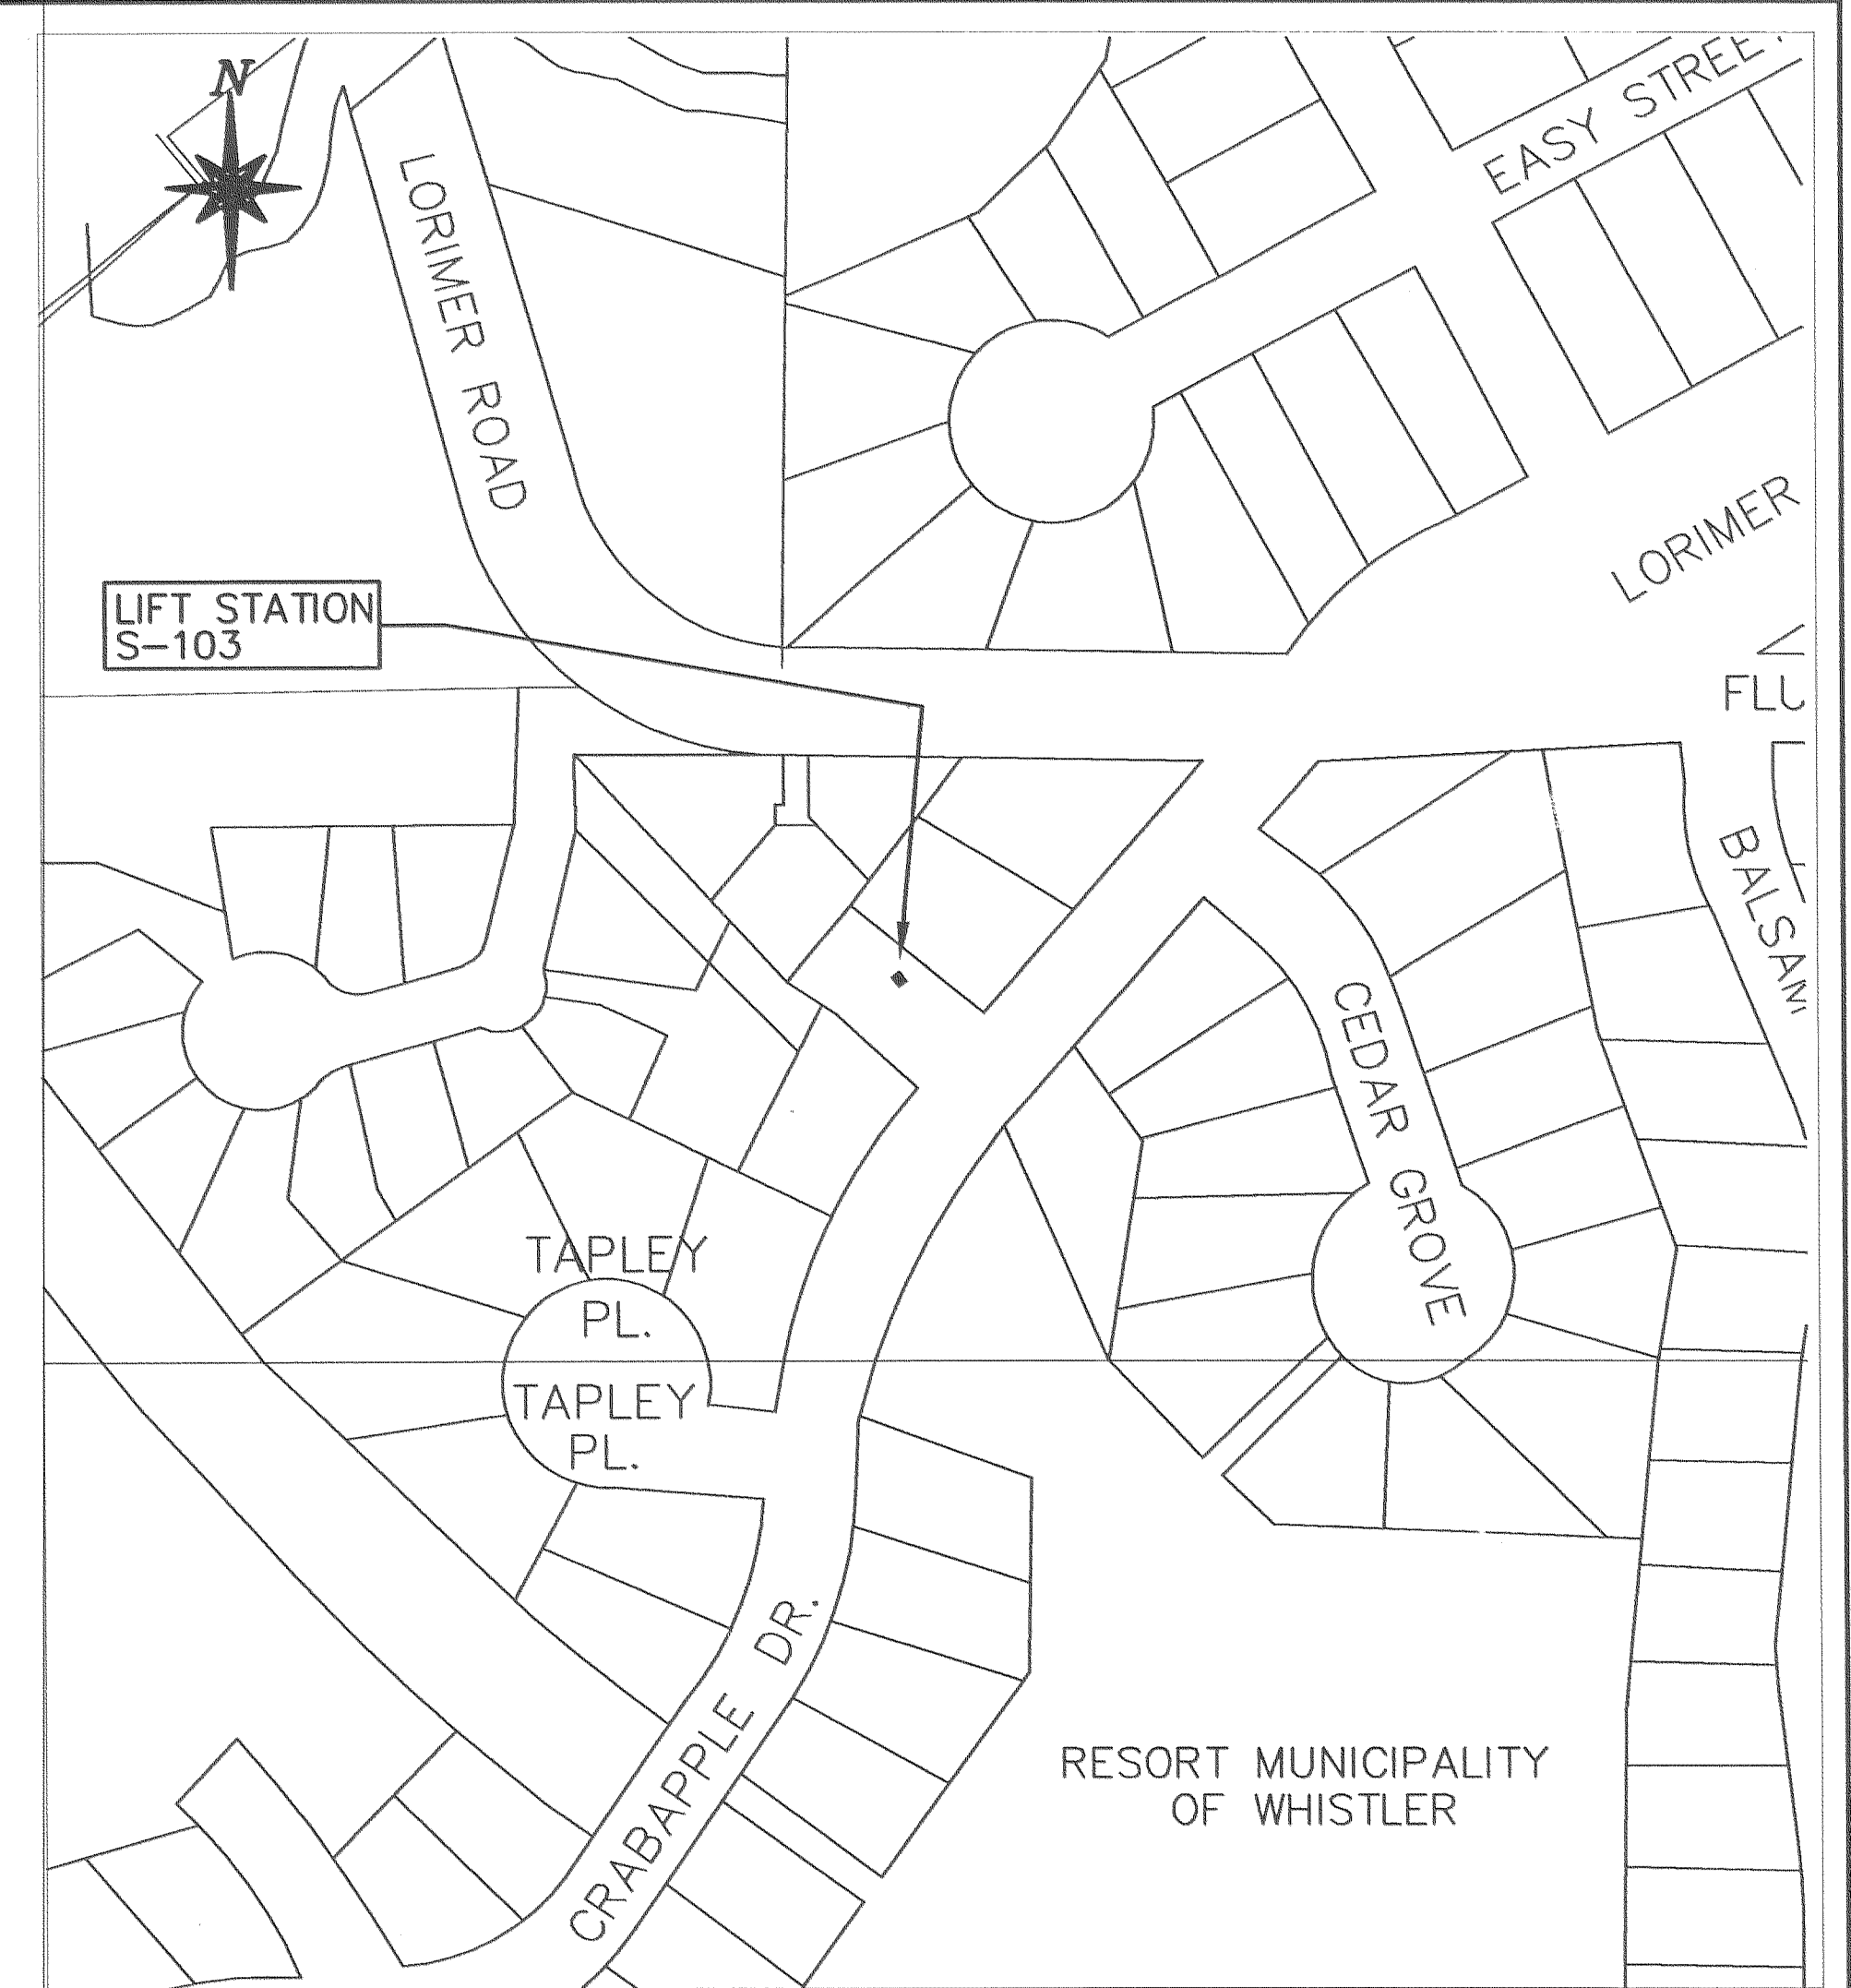 N
EASY STREET
LORIMER ROAD
LORIMER
LIFT STATION
S-103
FLU
BALSAM
CEDAR GROVE
TAPLEY
PL.
TAPLEY
PL.
CRABAPPLE DR.
RESORT MUNICIPALITY
OF WHISTLER